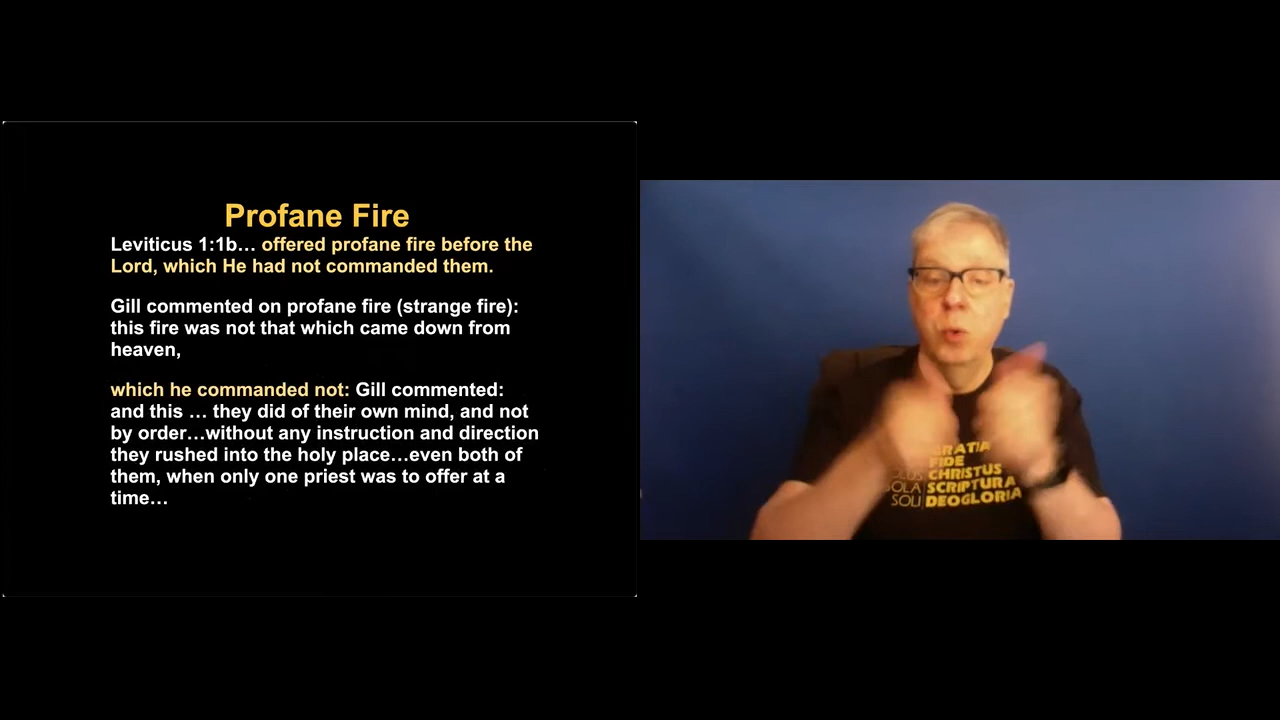 Profane Fire
Leviticus 1:1b… offered profane fire before the
Lord, which He had not commanded them.
Gill commented on profane fire (strange fire):
this fire was not that which came down from
heaven,
which he commanded not: Gill commented:
and this … they did of their own mind, and not
by order…without any instruction and direction
they rushed into the holy place…even both of
them, when only one priest was to offer at a
time…
GRATIA
FIDE
CHRISTUS
SOLA SCRIPTURA
SOLI DEOGLORIA